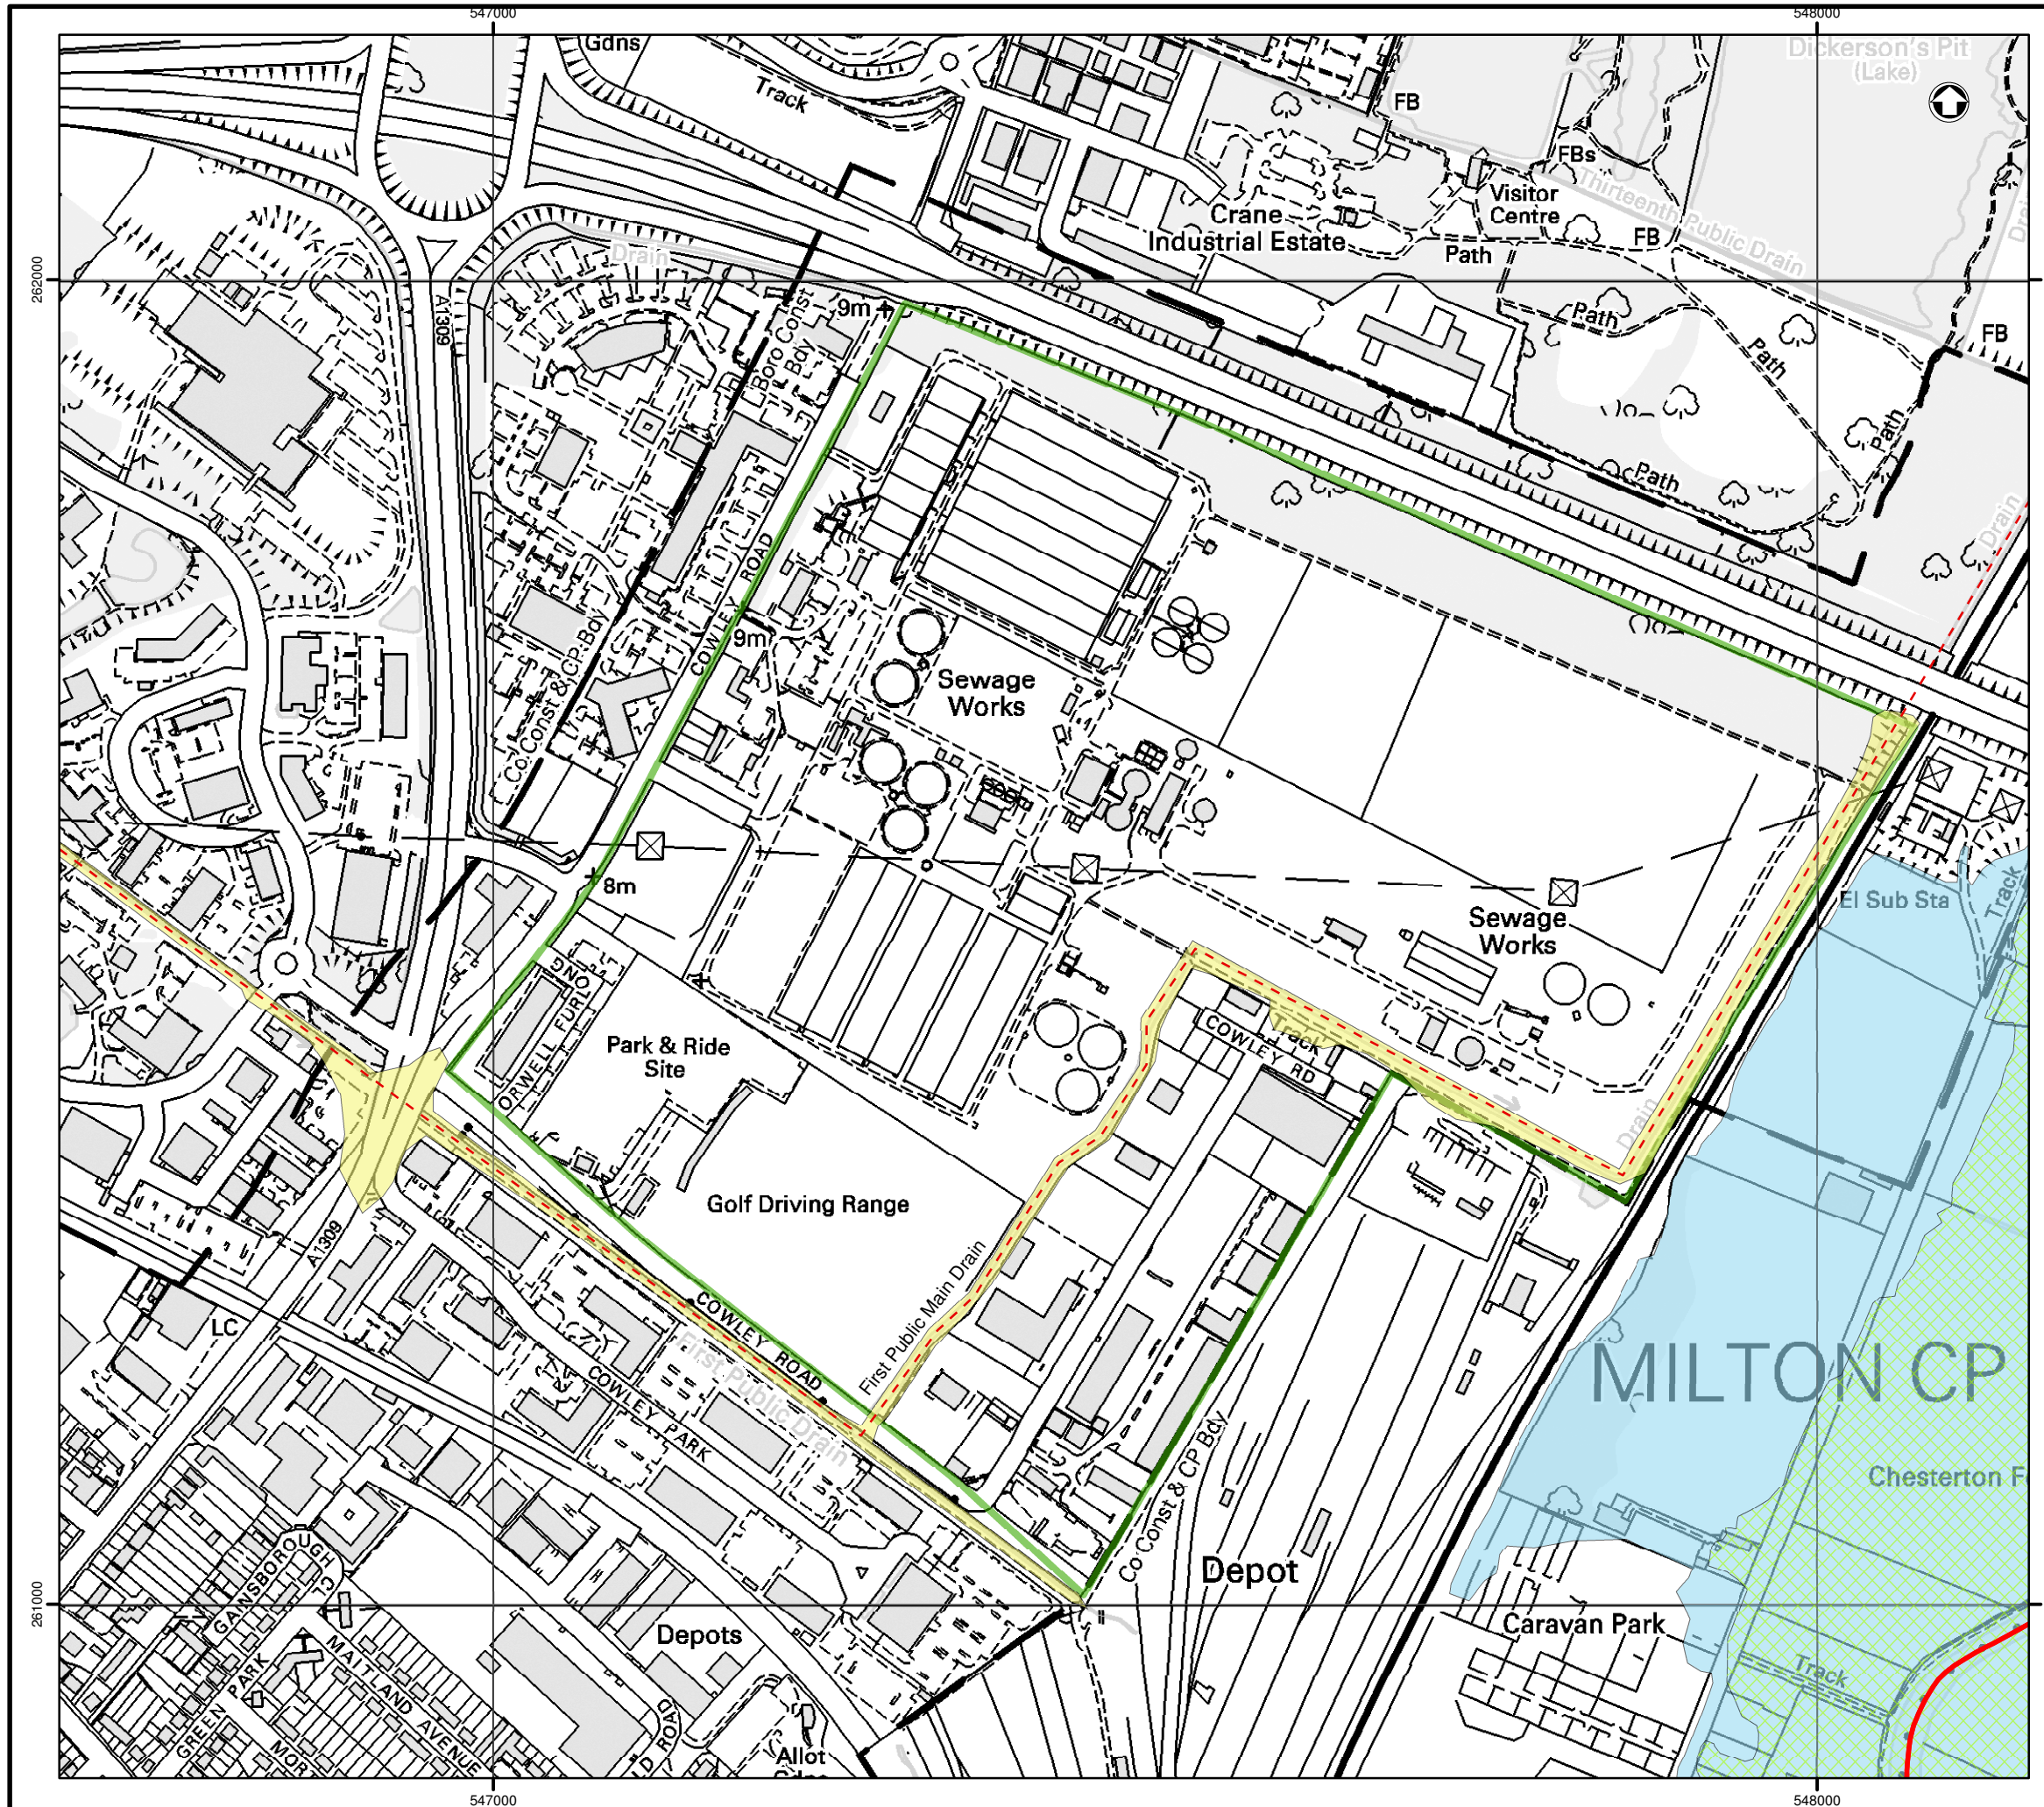 547000
548000
Gdns
Dickerson's Pit
(Lake)
Track
FB
FBs
Thirteenth Public Drain
Visitor
Centre
Crane
Industrial Estate
FB
Path
Drain
Drain
262000
A1309
9m
Boro Const
Bdy
Path
Path
FB
Path
Path
Drain
COWLEY ROAD
9m
Co Const & CP Bdy
Sewage
Works
8m
Sewage
Works
El Sub Sta
Track
ORWELL FURLONG
Park & Ride
Site
Track
COWLEY
RD
Drain
Golf Driving Range
A1309
First Public Main Drain
LC
COWLEY ROAD
First Public Drain
COWLEY PARK
MILTON CP
Co Const & CP Bdy
Chesterton F
Depot
261000
GAINSBOROUGH CL
Depots
Caravan Park
GREEN PARK
MAITLAND AVENUE
Track
Allot
547000
548000